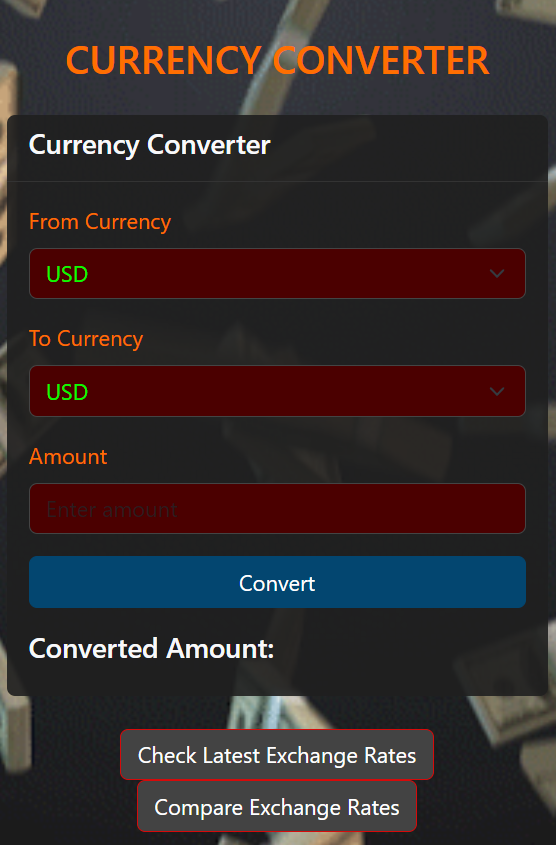 CURRENCY CONVERTER
Currency Converter
From Currency
USD
To Currency
USD
Amount
Enter amount
Convert
Converted Amount:
Check Latest Exchange Rates
Compare Exchange Rates